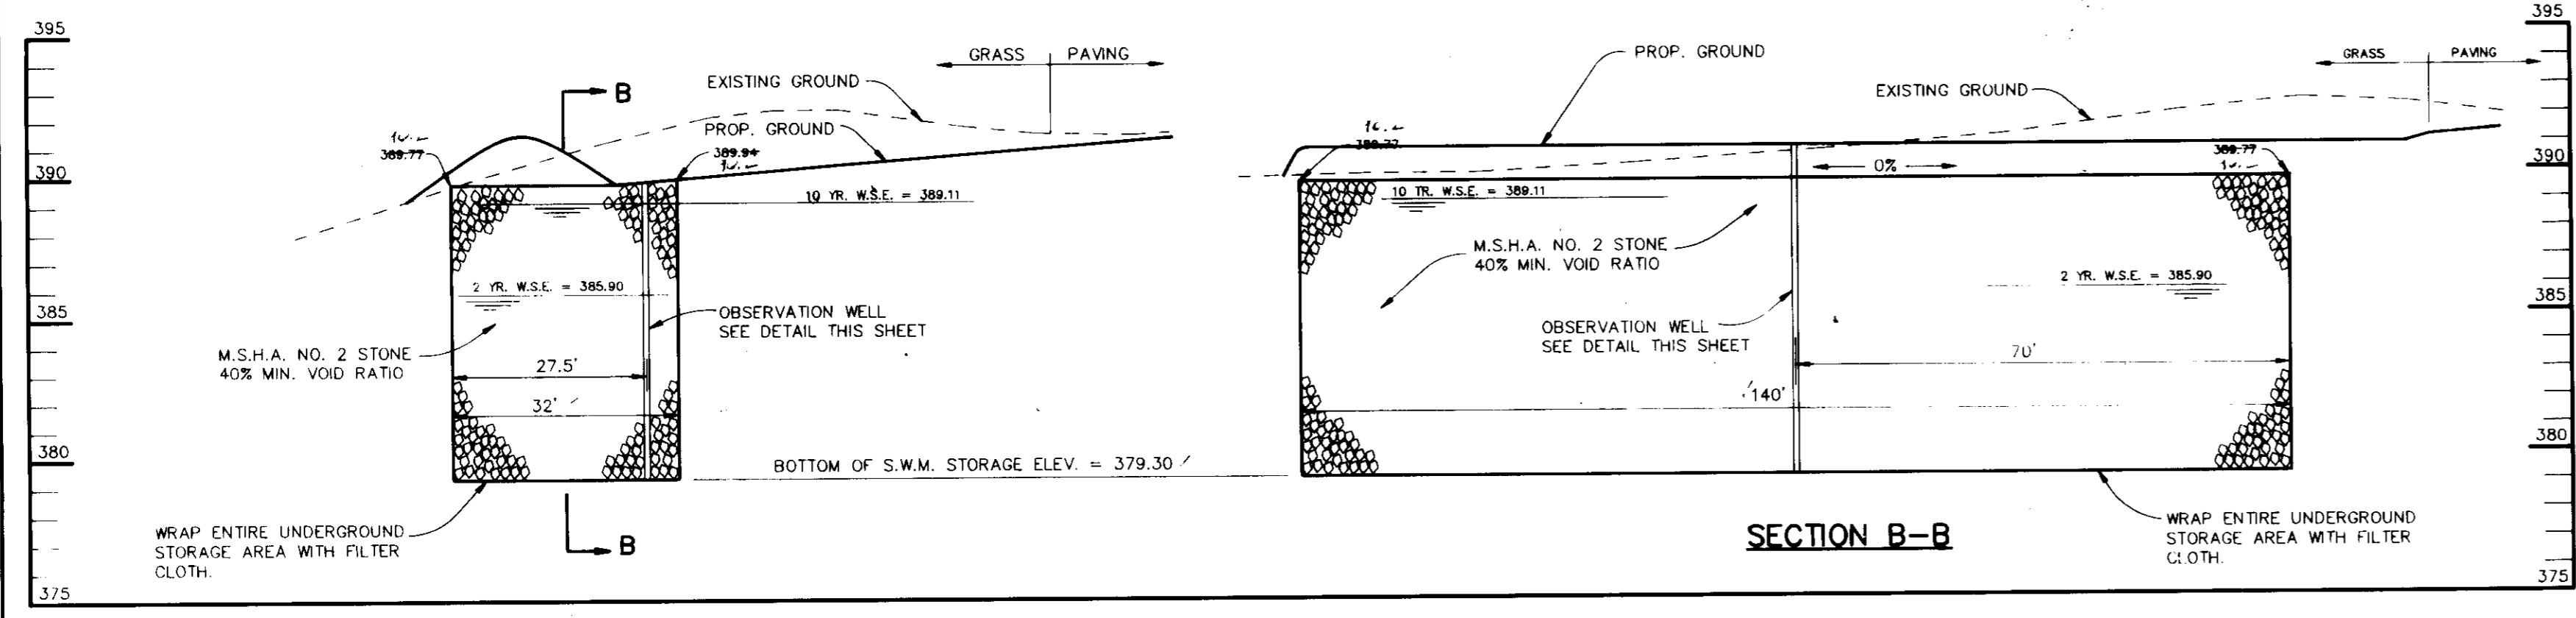 395
390
385
380
375
B
GRASS
PAVING
EXISTING GROUND
PROP. GROUND
389.77
389.94
10 YR. W.S.E. = 389.11
2 YR. W.S.E. = 385.90
OBSERVATION WELL
SEE DETAIL THIS SHEET
M.S.H.A. NO. 2 STONE
40% MIN. VOID RATIO
27.5'
32'
BOTTOM OF S.W.M. STORAGE ELEV. = 379.30
WRAP ENTIRE UNDERGROUND
STORAGE AREA WITH FILTER
CLOTH.
B
PROP. GROUND
EXISTING GROUND
GRASS
PAVING
389.77
0%
389.77
10 TR. W.S.E. = 389.11
M.S.H.A. NO. 2 STONE
40% MIN. VOID RATIO
2 YR. W.S.E. = 385.90
OBSERVATION WELL
SEE DETAIL THIS SHEET
70'
140'
SECTION B-B
WRAP ENTIRE UNDERGROUND
STORAGE AREA WITH FILTER
CLOTH.
395
390
385
380
375